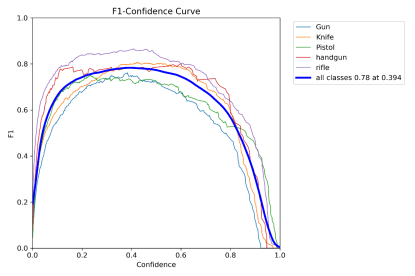 F1-Confidence Curve
1.0
0.8
0.6
0.4
0.2
0.0
F1
0.0 0.2 0.4 0.6 0.8 1.0
Confidence
Gun
Knife
Pistol
handgun
rifle
all classes 0.78 at 0.394